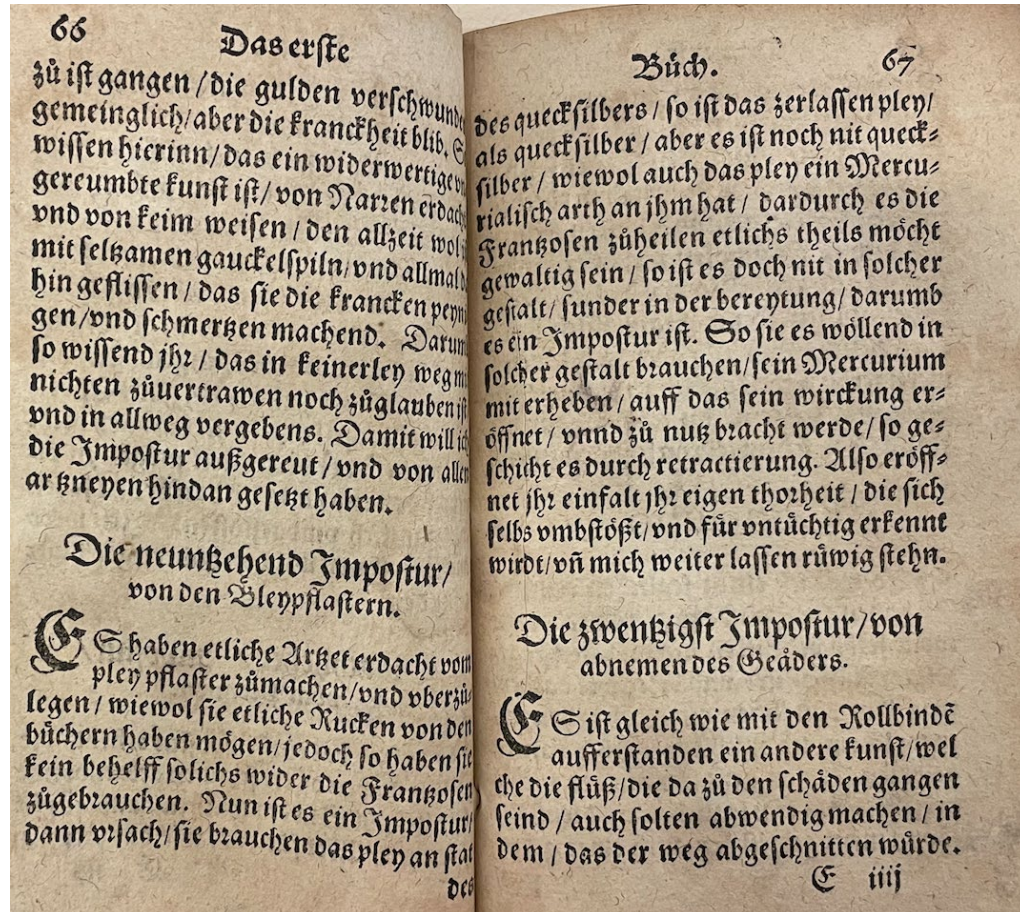 66
Das erste
zů ist gangen / die gulden verschwunde
gemeinglich / aber die kranckheit blib. S
wissen hierinn / das ein widerwertige
gereumbte kunst ist / von Narren erdach
vnd von keim weisen / den allzeit wol
mit seltzamen gauckelspiln / vnd allmal
hin geflissen / das sie die krancken peyni
gen / vnd schmertzen machend. Darum
so wissend jhr / das in keinerley weg
nichten zůuertrawen noch zůglauben ist
vnd in allweg vergebens. Damit will ich
die Impostur außgereut / vnd von allen
artzneyen hindan gesetzt haben.
Die neuntzehend Impostur /
von den Bleypflastern.
ES haben etliche Artzet erdacht vom
pley pflaster zůmachen / vnd vberzů-
legen / wiewol sie etliche Rucken von den
büchern haben mögen / jedoch so haben sie
kein behelff solichs wider die Frantzosen
zůgebrauchen. Nun ist es ein Impostur /
dann vrsach / sie brauchen das pley an stat
des
Bůch.
67
des quecksilbers / so ist das zerlassen pley /
als quecksilber / aber es ist noch nit queck-
silber / wiewol auch das pley ein Mercu-
rialisch arth an jhm hat / dardurch es die
Frantzosen zůheilen etlichs theils möcht
gewaltig sein / so ist es doch nit in solcher
gestalt / sunder in der bereytung / darumb
es ein Impostur ist. So sie es wöllend in
solcher gestalt brauchen / sein Mercurium
mit erheben / auff das sein wirckung er-
öffnet / vnnd zů nutz bracht werde / so ge-
schicht es durch retractierung. Also eröff-
net jhr einfalt jhr eigen thorheit / die sich
selbs vmbstößt / vnd für vntüchtig erkennt
wirdt / vñ mich weiter lassen růwig stehn.
Die zwentzigst Impostur / von
abnemen des Geäders.
ES ist gleich wie mit den Rollbindẽ
aufferstanden ein andere kunst / wel
che die flüß / die da zů den schäden gangen
seind / auch solten abwendig machen / in
dem / das der weg abgeschnitten würde.
E iiij